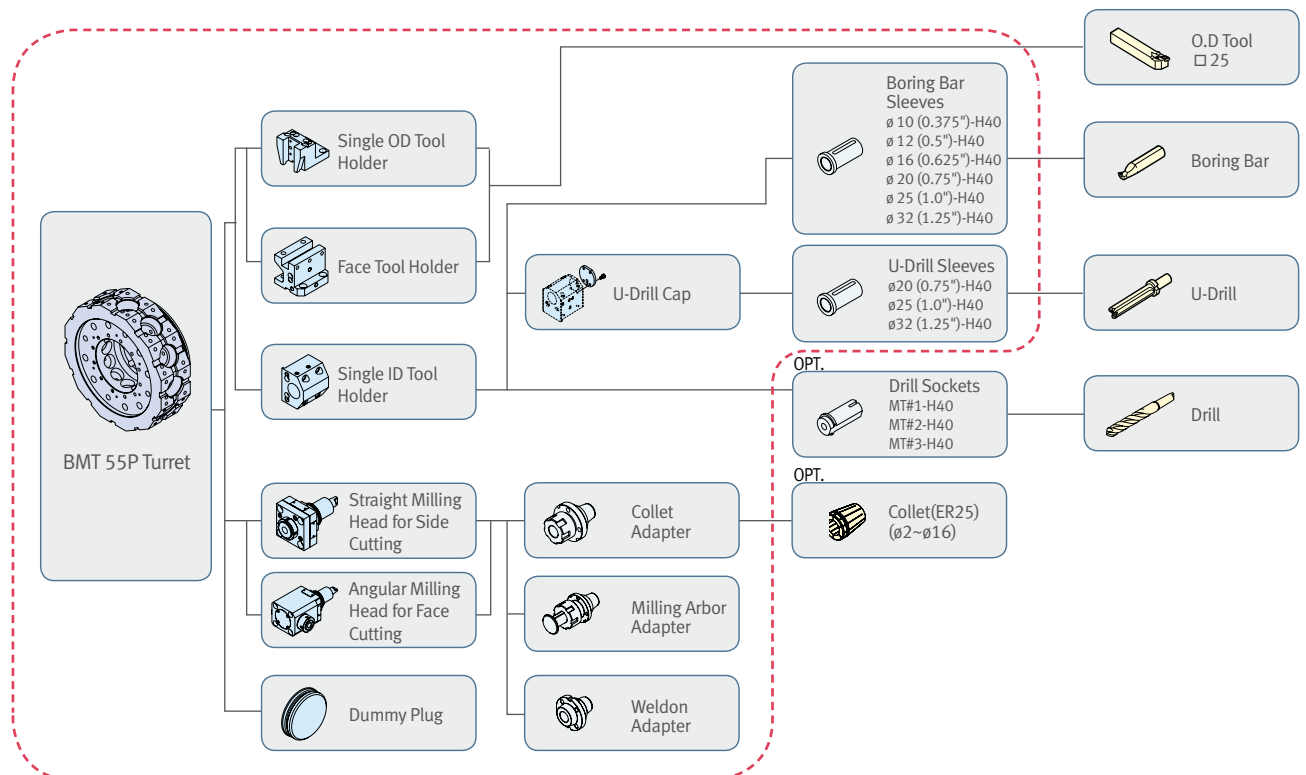 BMT 55P Turret
Single OD Tool
Holder
Face Tool Holder
Single ID Tool
Holder
Straight Milling
Head for Side
Cutting
Angular Milling
Head for Face
Cutting
Dummy Plug
U-Drill Cap
Collet
Adapter
Milling Arbor
Adapter
Weldon
Adapter
Boring Bar
Sleeves
ø 10 (0.375")-H40
ø 12 (0.5")-H40
ø 16 (0.625")-H40
ø 20 (0.75")-H40
ø 25 (1.0")-H40
ø 32 (1.25")-H40
U-Drill Sleeves
ø20 (0.75")-H40
ø25 (1.0")-H40
ø32 (1.25")-H40
OPT.
Drill Sockets
MT#1-H40
MT#2-H40
MT#3-H40
OPT.
Collet(ER25)
(ø2~ø16)
O.D Tool
□ 25
Boring Bar
U-Drill
Drill